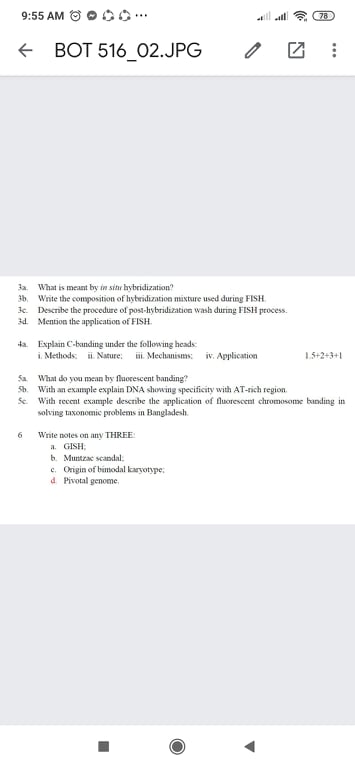 9:55 AM
78
BOT 516_02.JPG
3a. What is meant by in situ hybridization?
3b. Write the composition of hybridization mixture used during FISH.
3c. Describe the procedure of post-hybridization wash during FISH process.
3d. Mention the application of FISH.
4a. Explain C-banding under the following heads:
i. Methods; ii. Nature; iii. Mechanisms; iv. Application 1.5+2+3+1
5a. What do you mean by fluorescent banding?
5b. With an example explain DNA showing specificity with AT-rich region.
5c. With recent example describe the application of fluorescent chromosome banding in
solving taxonomic problems in Bangladesh.
6 Write notes on any THREE:
a. GISH;
b. Muntzac scandal;
c. Origin of bimodal karyotype;
d. Pivotal genome.